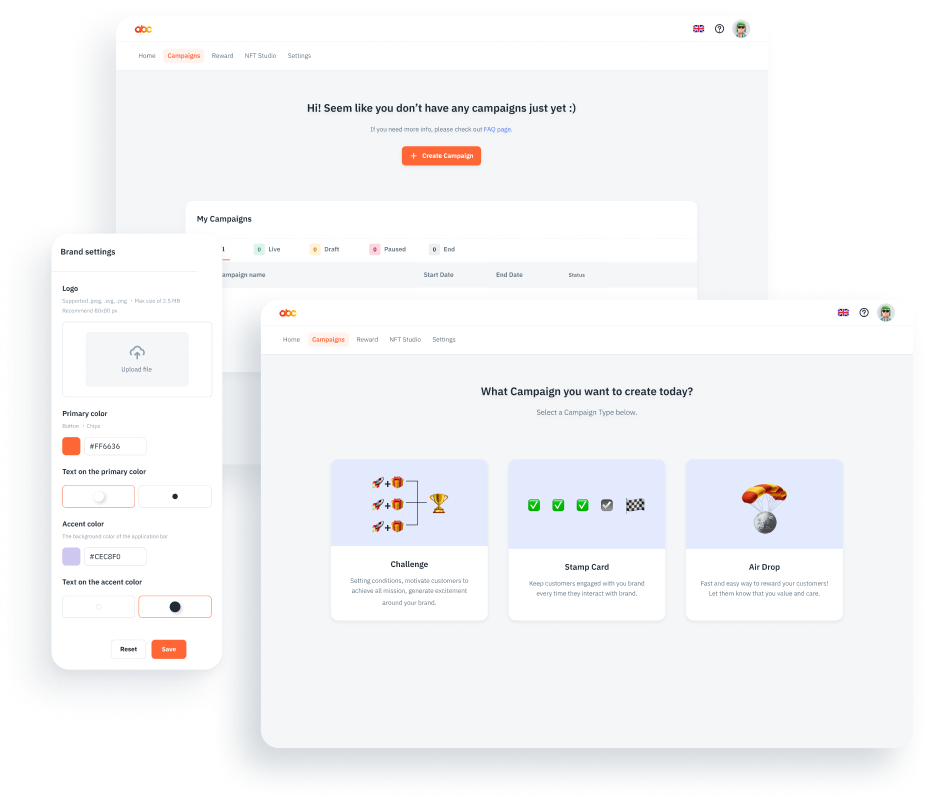 abc
Home Campaigns Reward NFT Studio Settings
Hi! Seem like you don't have any campaigns just yet :)
If you need more info, please check out FAQ page.
+ Create Campaign
My Campaigns
0 Live 0 Draft 0 Paused 0 End
ampaign name Start Date End Date Status
Brand settings
Logo
Supported .jpeg, .svg, .png • Max size of 2.5 MB
Recommend 60x60 px
Upload file
Primary color
Button • Chips
#FF6636
Text on the primary color
Accent color
The background color of the application bar
#CEC8F0
Text on the accent color
Reset Save
abc
Home Campaigns Reward NFT Studio Settings
What Campaign you want to create today?
Select a Campaign Type below.
Challenge
Setting conditions, motivate customers to
achieve all mission, generate excitement
around your brand.
Stamp Card
Keep customers engaged with you brand
every time they interact with brand.
Air Drop
Fast and easy way to reward your customers!
Let them know that you value and care.